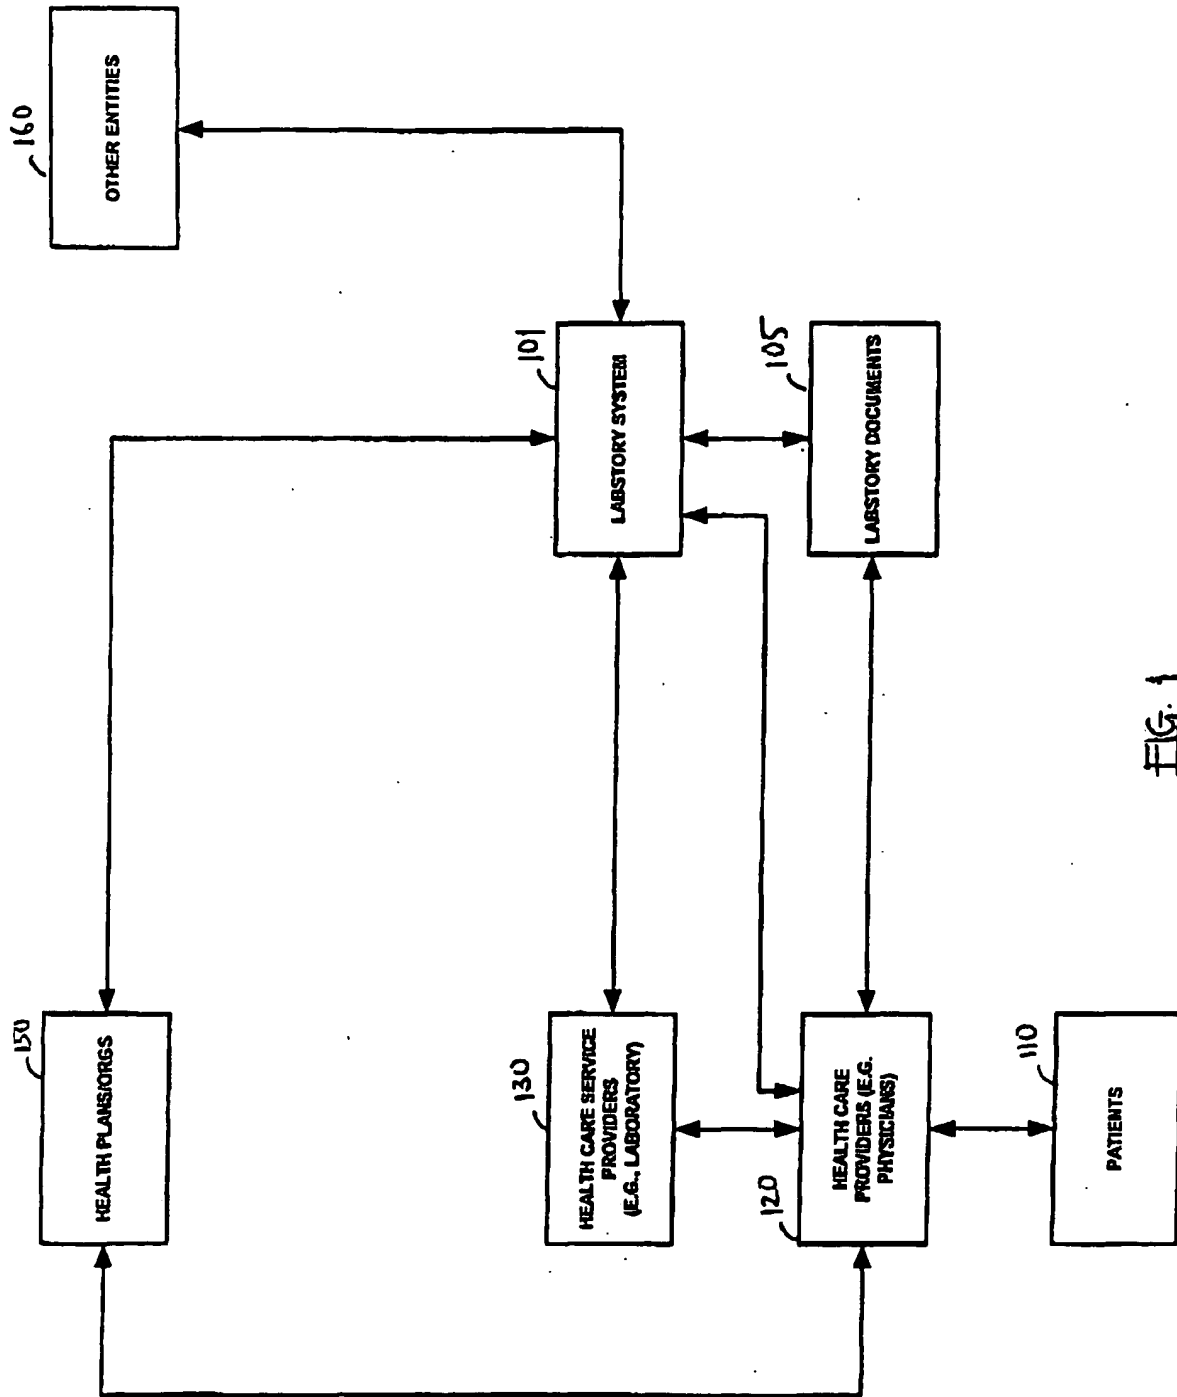 150
HEALTH PLANS/ORGS
160
OTHER ENTITIES
130
HEALTH CARE SERVICE
PROVIDERS
(E.G., LABORATORY)
101
LABSTORY SYSTEM
120
HEALTH CARE
PROVIDERS (E.G.
PHYSICIANS)
105
LABSTORY DOCUMENTS
110
PATIENTS
FIG. 1